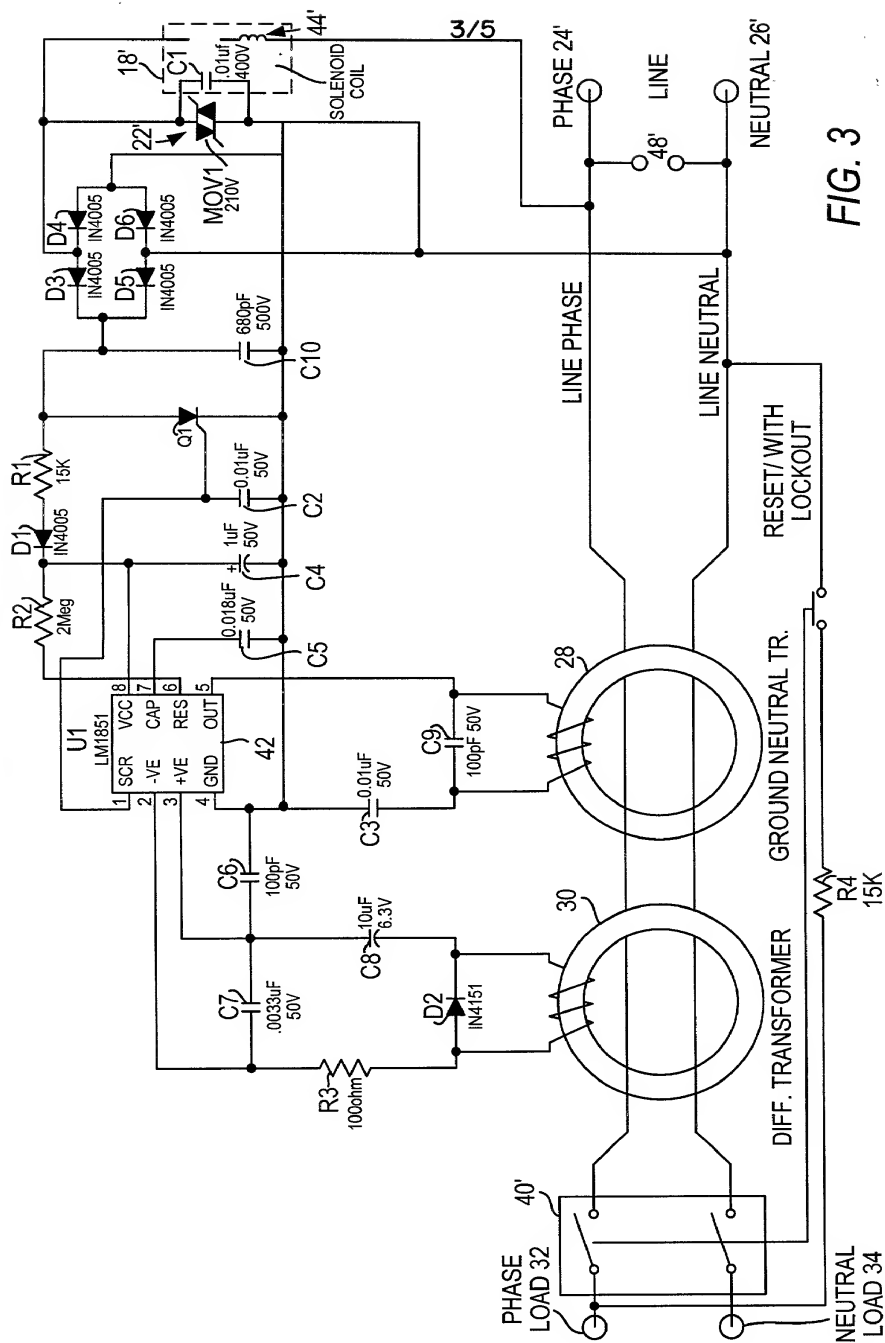 3/5
44'
18'
C1
.01uf
400V
SOLENOID
COIL
22'
MOV1
210V
D4
IN4005
D6
IN4005
D3
IN4005
D5
IN4005
680pF
500V
C10
R1
15K
Q1
D1
IN4005
0.01uF
50V
C2
R2
2Meg
+
1uF
50V
C4
0.018uF
50V
C5
U1
LM1851
1 SCR VCC 8
2 -VE CAP 7
3 +VE RES 6
4 GND OUT 5
42
C6
100pF
50V
C3
0.01uF
50V
C9
100pF 50V
C7
.0033uF
50V
C8
10uF
6.3V
R3
100ohm
D2
IN4151
28
30
PHASE 24'
LINE
48'
NEUTRAL 26'
LINE PHASE
LINE NEUTRAL
RESET/ WITH
LOCKOUT
GROUND NEUTRAL TR.
DIFF. TRANSFORMER
R4
15K
40'
PHASE
LOAD 32
NEUTRAL
LOAD 34
FIG. 3